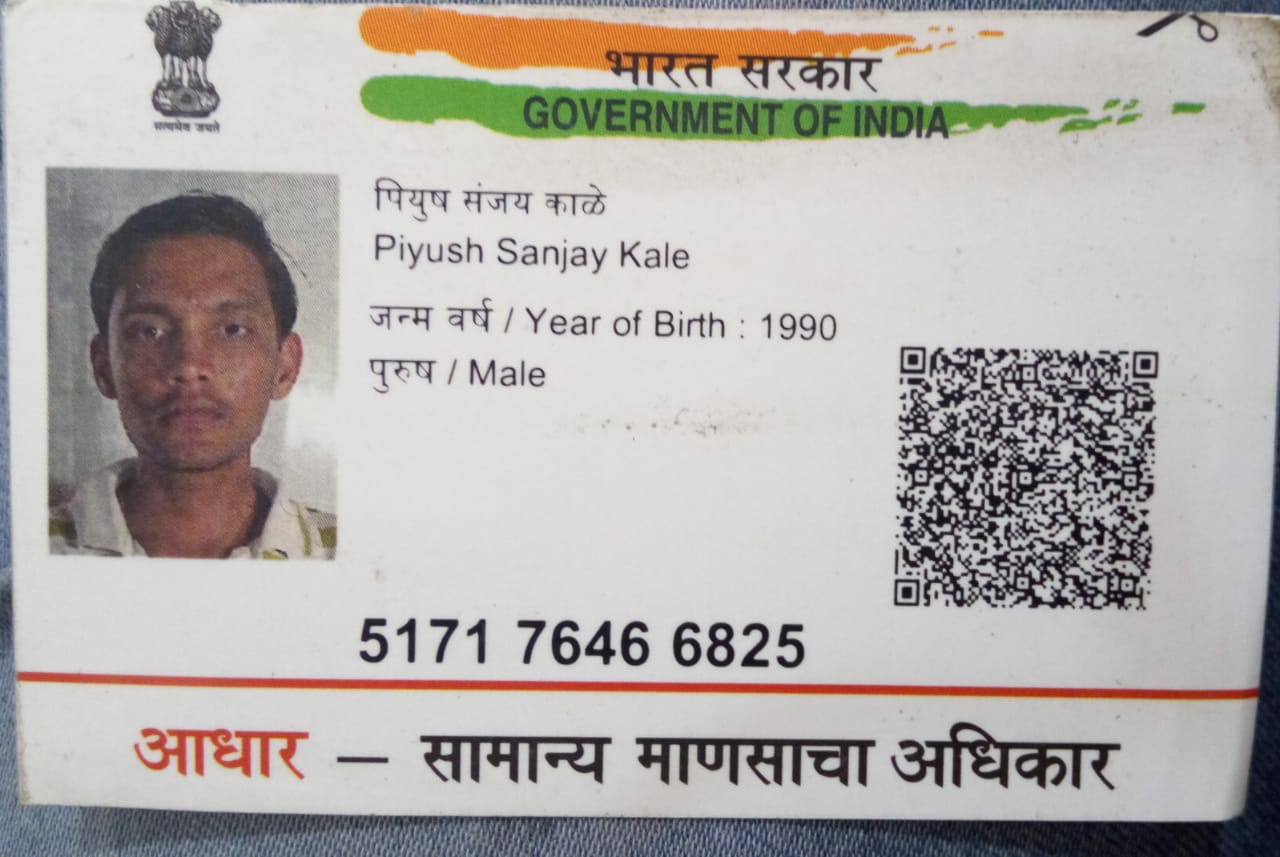 सत्यमेव जयते
भारत सरकार
GOVERNMENT OF INDIA
पियुष संजय काळे
Piyush Sanjay Kale
जन्म वर्ष / Year of Birth : 1990
पुरुष / Male
5171 7646 6825
आधार – सामान्य माणसाचा अधिकार